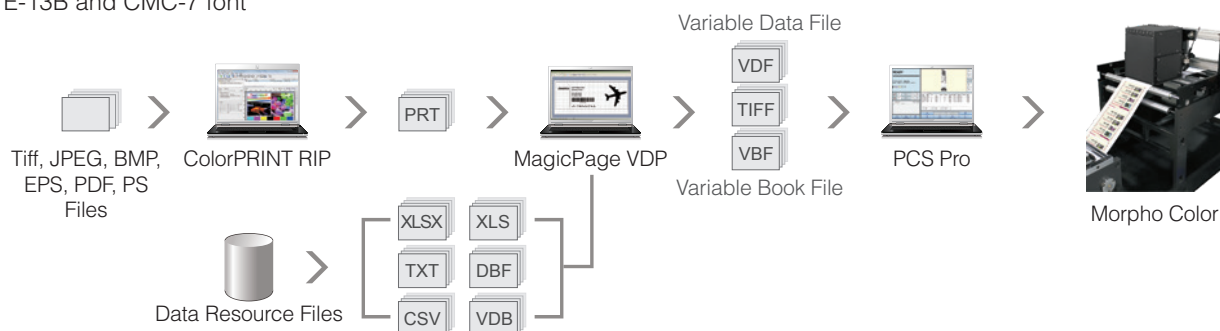 E-13B and CMC-7 font
Variable Data File
VDF
PRT
TIFF
VBF
Tiff, JPEG, BMP,
EPS, PDF, PS
Files
ColorPRINT RIP
MagicPage VDP
Variable Book File
PCS Pro
Morpho Color
XLSX
XLS
TXT
DBF
CSV
VDB
Data Resource Files